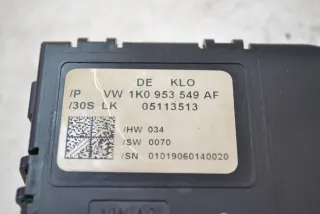 DE KLO
/P VW 1K0 953 549 AF
/30S LK 05113513
/HW 034
/SW 0070
/SN 01019060140020